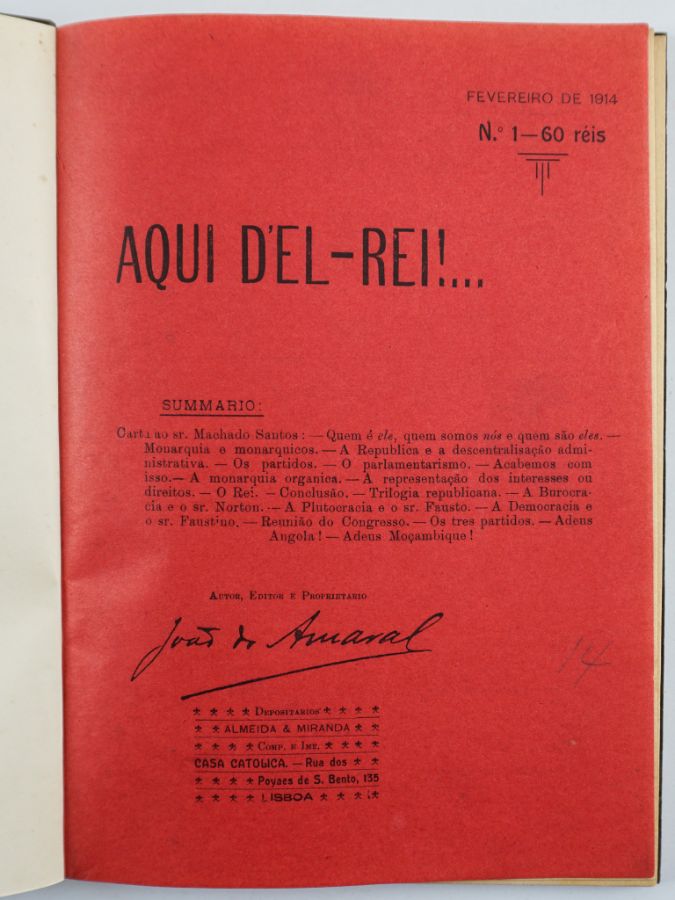 FEVEREIRO DE 1914
N.º 1—60 réis
AQUI D'EL-REI!...
SUMMARIO:
Carta ao sr. Machado Santos: — Quem é ele, quem somos nós e quem são eles. —
Monarquia e monarquicos. — A Republica e a descentralisação admi-
nistrativa. — Os partidos. — O parlamentarismo. — Acabemos com
isso. — A monarquia organica. — A representação dos interesses ou
direitos. — O Rei. — Conclusão. — Trilogia republicana. — A Burocra-
cia e o sr. Norton. — A Plutocracia e o sr. Fausto. — A Democracia e
o sr. Faustino. — Reunião do Congresso. — Os tres partidos. — Adeus
Angola! — Adeus Moçambique!
AUTOR, EDITOR E PROPRIETARIO
João do Amaral
14
DEPOSITARIOS
ALMEIDA & MIRANDA
COMP. E IMP.
CASA CATOLICA. — Rua dos
Poyaes de S. Bento, 135
LISBOA